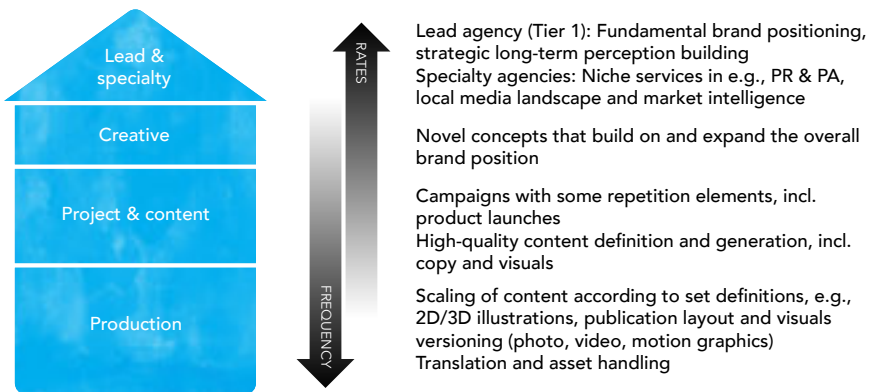 Lead &
specialty
Creative
Project & content
Production
RATES
FREQUENCY
Lead agency (Tier 1): Fundamental brand positioning,
strategic long-term perception building
Specialty agencies: Niche services in e.g., PR & PA,
local media landscape and market intelligence
Novel concepts that build on and expand the overall
brand position
Campaigns with some repetition elements, incl.
product launches
High-quality content definition and generation, incl.
copy and visuals
Scaling of content according to set definitions, e.g.,
2D/3D illustrations, publication layout and visuals
versioning (photo, video, motion graphics)
Translation and asset handling